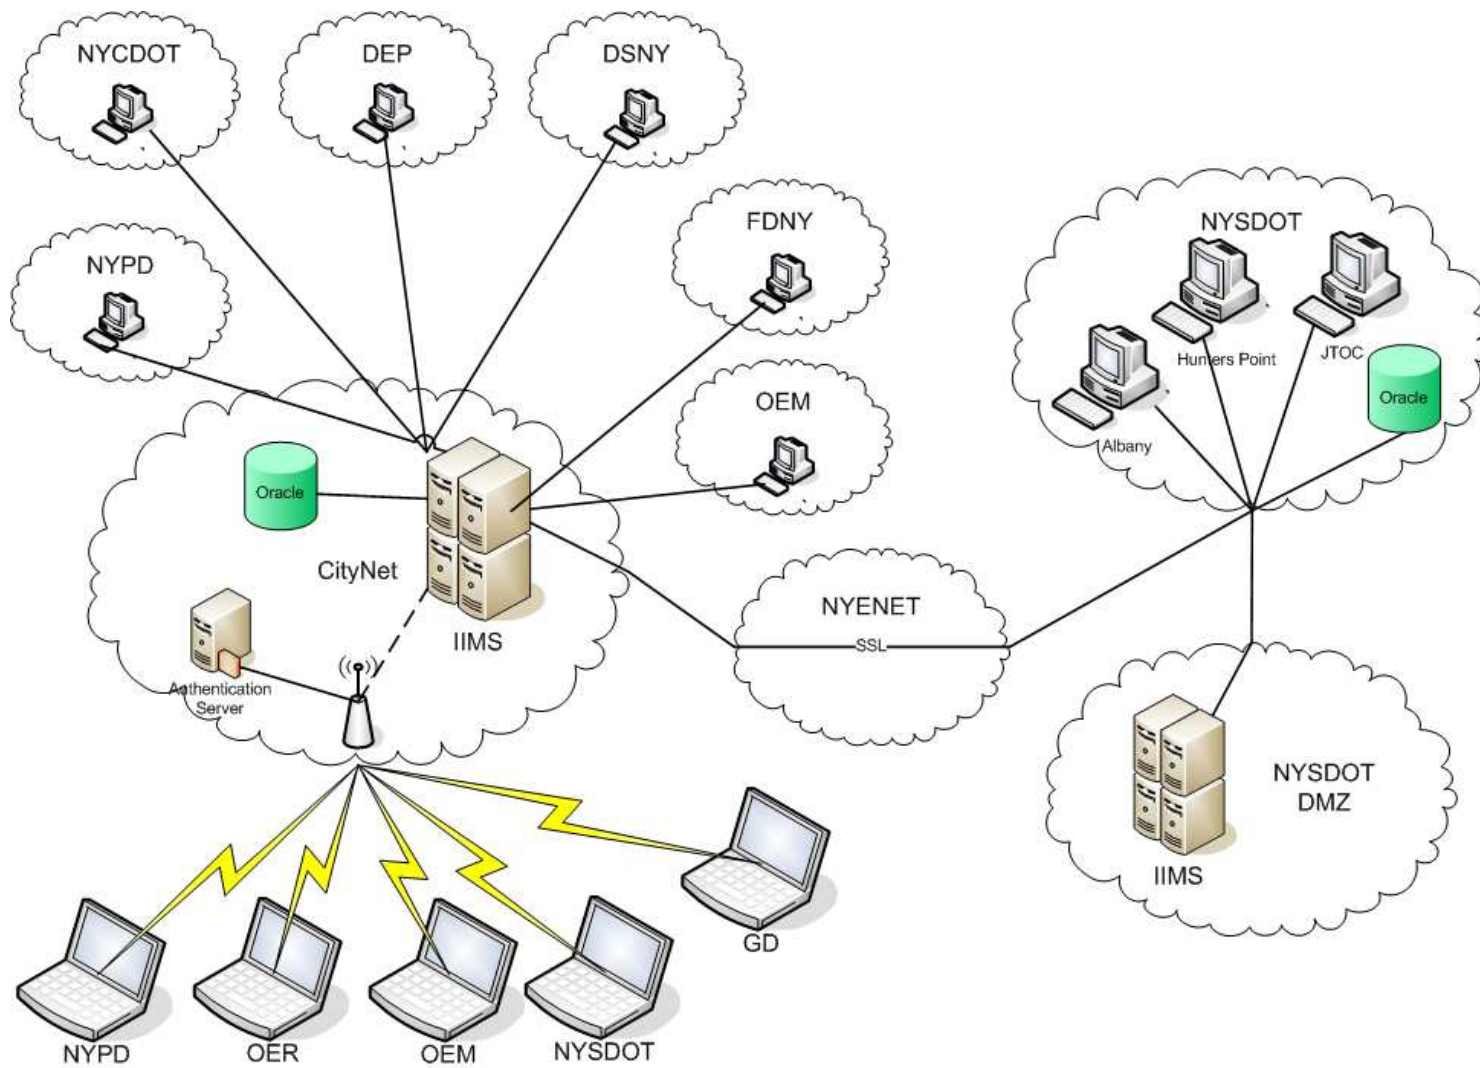 NYCDOT
DEP
DSNY
NYPD
FDNY
NYSDOT
Hunters Point
JTOC
Oracle
Albany
OEM
Oracle
CityNet
IIMS
Authentication
Server
NYENET
SSL
NYSDOT
DMZ
IIMS
GD
NYPD
OER
OEM
NYSDOT